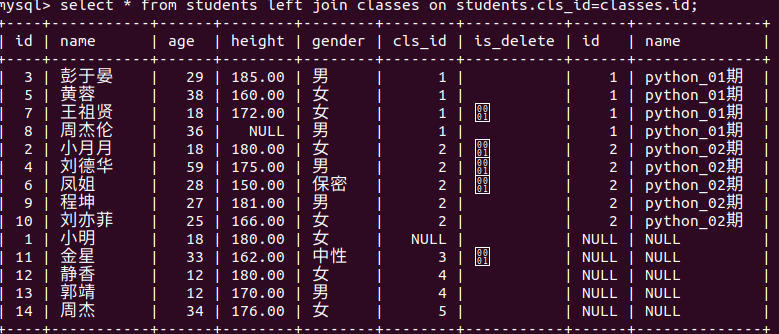 mysql> select * from students left join classes on students.cls_id=classes.id;
+----+-----------+------+--------+--------+--------+-----------+------+--------------+
| id | name | age | height | gender | cls_id | is_delete | id | name |
+----+-----------+------+--------+--------+--------+-----------+------+--------------+
| 3 | 彭于晏 | 29 | 185.00 | 男 | 1 | | 1 | python_01期 |
| 5 | 黄蓉 | 38 | 160.00 | 女 | 1 | | 1 | python_01期 |
| 7 | 王祖贤 | 18 | 172.00 | 女 | 1 | 0001 | 1 | python_01期 |
| 8 | 周杰伦 | 36 | NULL | 男 | 1 | | 1 | python_01期 |
| 2 | 小月月 | 18 | 180.00 | 女 | 2 | 0001 | 2 | python_02期 |
| 4 | 刘德华 | 59 | 175.00 | 男 | 2 | 0001 | 2 | python_02期 |
| 6 | 凤姐 | 28 | 150.00 | 保密 | 2 | 0001 | 2 | python_02期 |
| 9 | 程坤 | 27 | 181.00 | 男 | 2 | | 2 | python_02期 |
| 10 | 刘亦菲 | 25 | 166.00 | 女 | 2 | | 2 | python_02期 |
| 1 | 小明 | 18 | 180.00 | 女 | NULL | | NULL | NULL |
| 11 | 金星 | 33 | 162.00 | 中性 | 3 | 0001 | NULL | NULL |
| 12 | 静香 | 12 | 180.00 | 女 | 4 | | NULL | NULL |
| 13 | 郭靖 | 12 | 170.00 | 男 | 4 | | NULL | NULL |
| 14 | 周杰 | 34 | 176.00 | 女 | 5 | | NULL | NULL |
+----+-----------+------+--------+--------+--------+-----------+------+--------------+